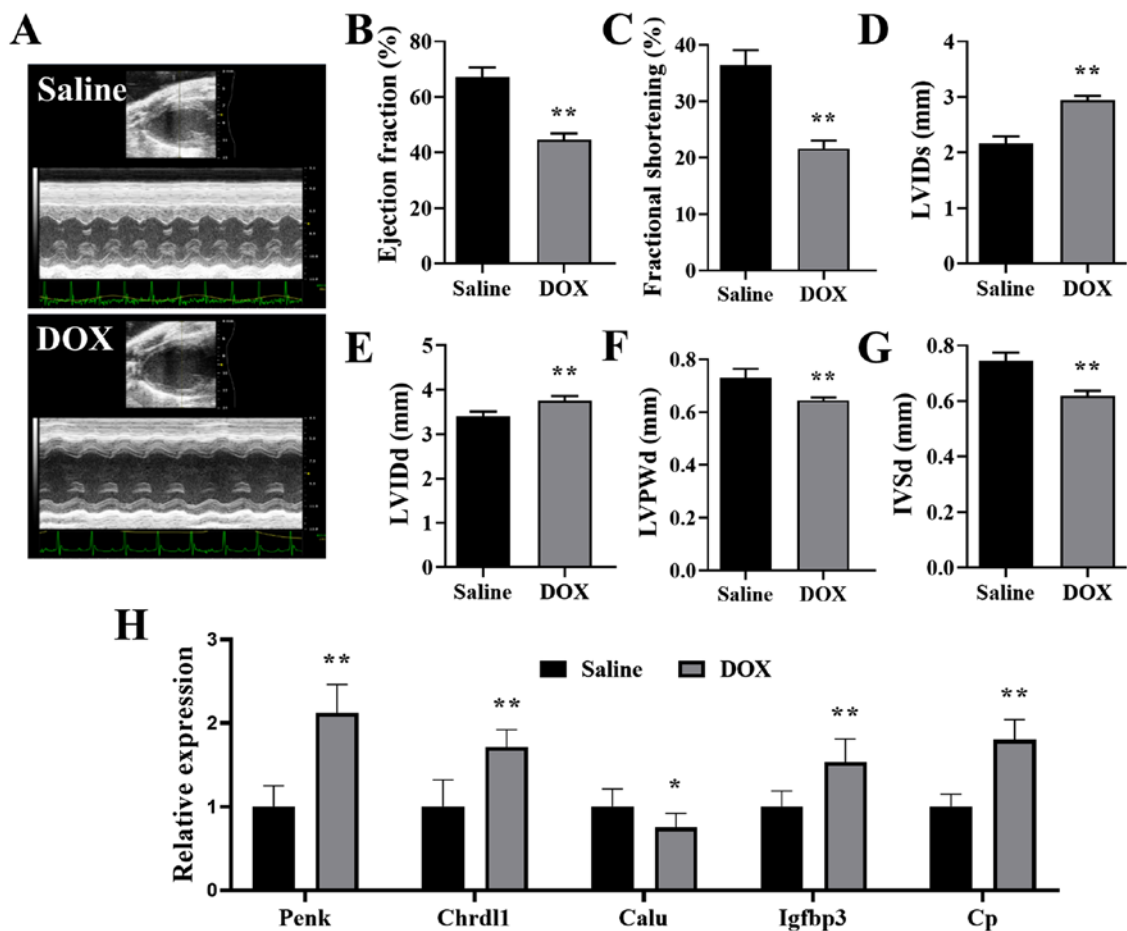 A
Saline
DOX
B
Ejection fraction (%)
80
60
40
20
0
**
Saline DOX
C
Fractional shortening (%)
40
30
20
10
0
**
Saline DOX
D
LVIDs (mm)
4
3
2
1
0
**
Saline DOX
E
LVIDd (mm)
5
4
3
2
1
0
**
Saline DOX
F
LVPWd (mm)
0.8
0.6
0.4
0.2
0.0
**
Saline DOX
G
IVSd (mm)
0.8
0.6
0.4
0.2
0.0
**
Saline DOX
H
Relative expression
3
2
1
0
Saline DOX
** ** * ** **
Penk Chrdl1 Calu Igfbp3 Cp